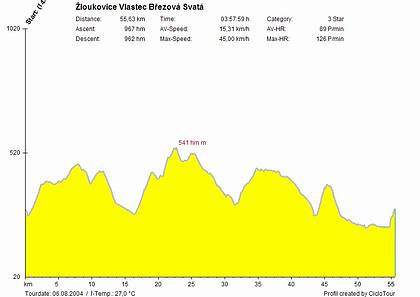 Žloukovice Vlastec Březová Svatá
Distance: 55,63 km 03:57:59 h Category: 3 Star
Ascent: 967 hm AV-Speed: 15,31 km/h AV-HR: 89 P/min
Descent: 962 hm Max-Speed: 45,00 km/h Max-HR: 126 P/min
Start:
1020
541 hm m
520
20
km 5 10 15 20 25 30 35 40 45 50 55
Tourdate: 06.08.2004 / f-Temp.: 27,0 °C Profil created by CicloTour